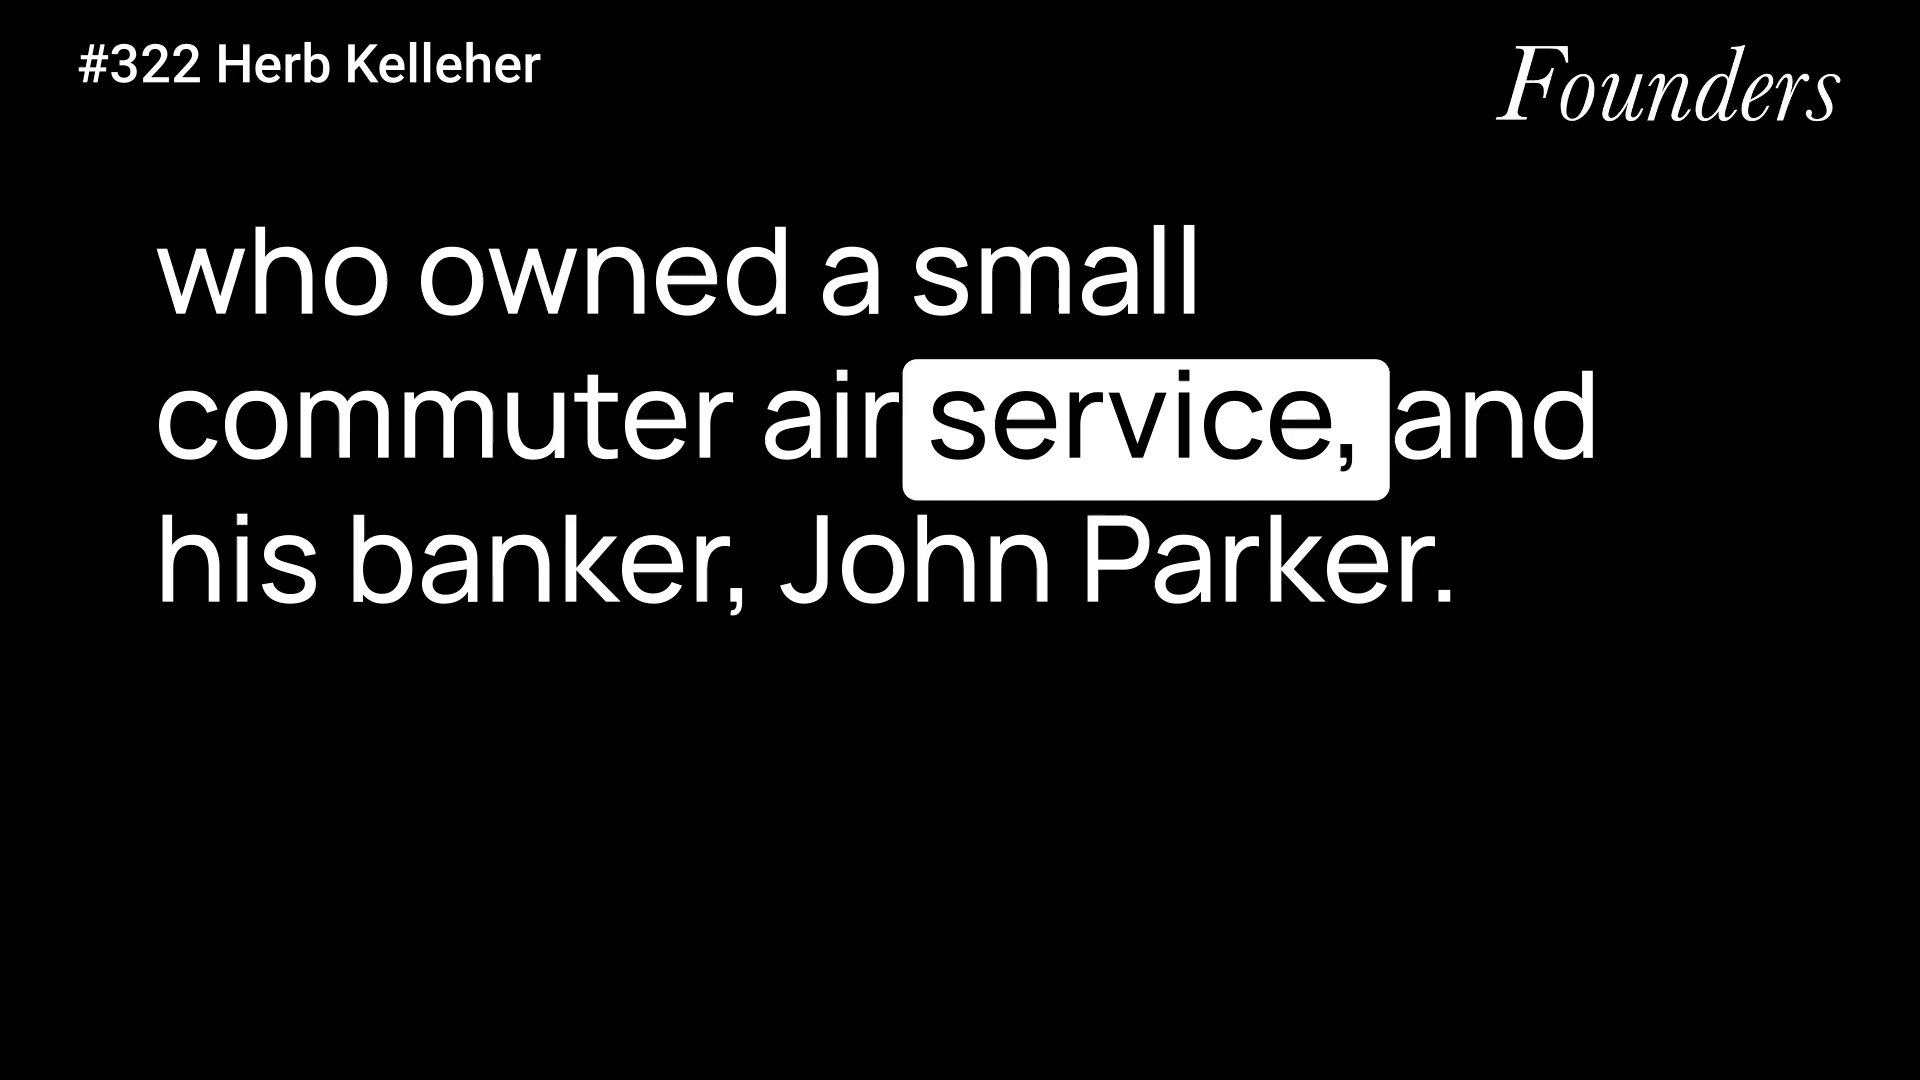 #322 Herb Kelleher
Founders
who owned a small
commuter air service, and
his banker, John Parker.